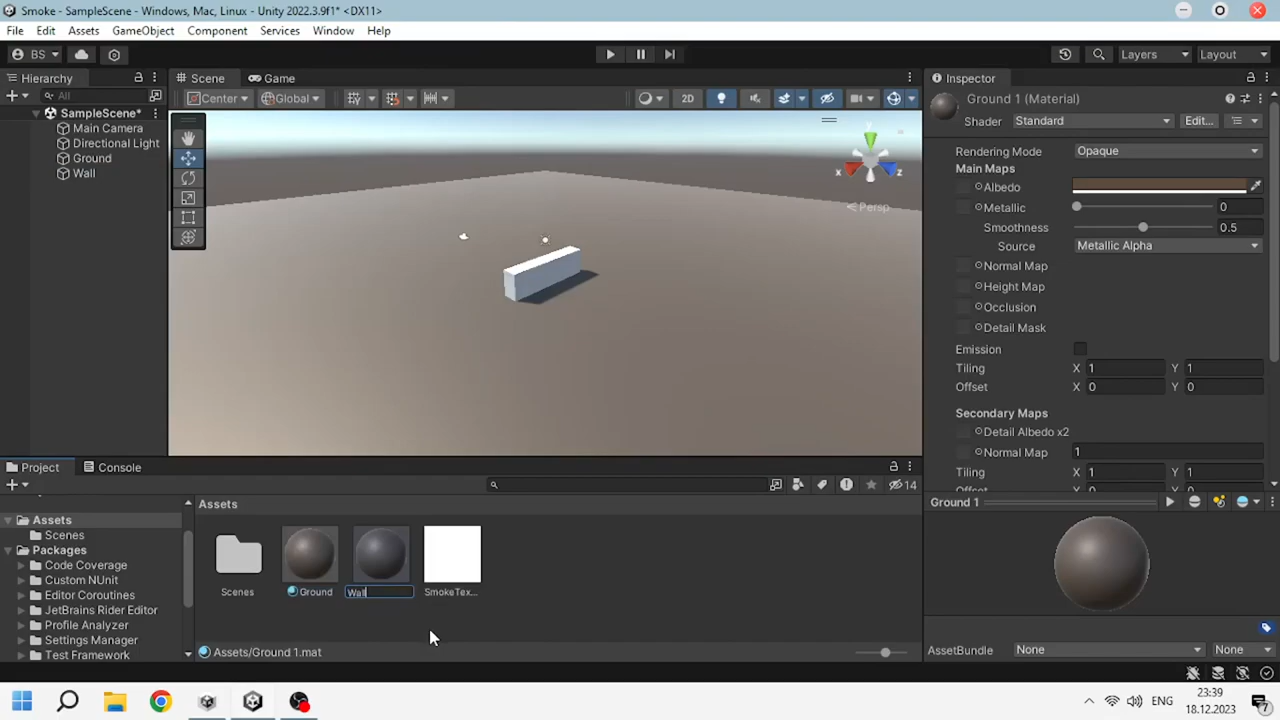 Smoke - SampleScene - Windows, Mac, Linux - Unity 2022.3.9f1* <DX11>
File Edit Assets GameObject Component Services Window Help
BS Layers Layout
Hierarchy Scene Game Inspector
All Center Global 2D Ground 1 (Material)
SampleScene* Shader Standard Edit...
Main Camera
Directional Light
Ground
Wall
y
x
z
Persp
Rendering Mode Opaque
Main Maps
Albedo
Metallic 0
Smoothness 0.5
Source Metallic Alpha
Normal Map
Height Map
Occlusion
Detail Mask
Emission
Tiling X 1 Y 1
Offset X 0 Y 0
Secondary Maps
Detail Albedo x2
Normal Map 1
Tiling X 1 Y 1
Project Console
14
Assets
Scenes
Packages
Code Coverage
Custom NUnit
Editor Coroutines
JetBrains Rider Editor
Profile Analyzer
Settings Manager
Test Framework
Assets
Scenes Ground Wall SmokeTex...
Assets/Ground 1.mat
Ground 1
AssetBundle None None
ENG
23:39
18.12.2023
7